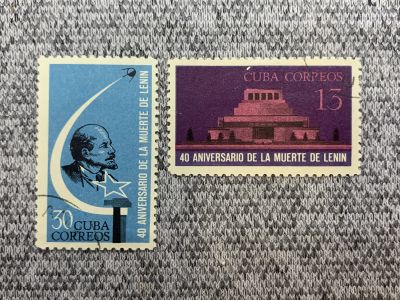 40 ANIVERSARIO DE LA MUERTE DE LENIN
30 CUBA
CORREOS
CUBA CORREOS
13
40 ANIVERSARIO DE LA MUERTE DE LENIN